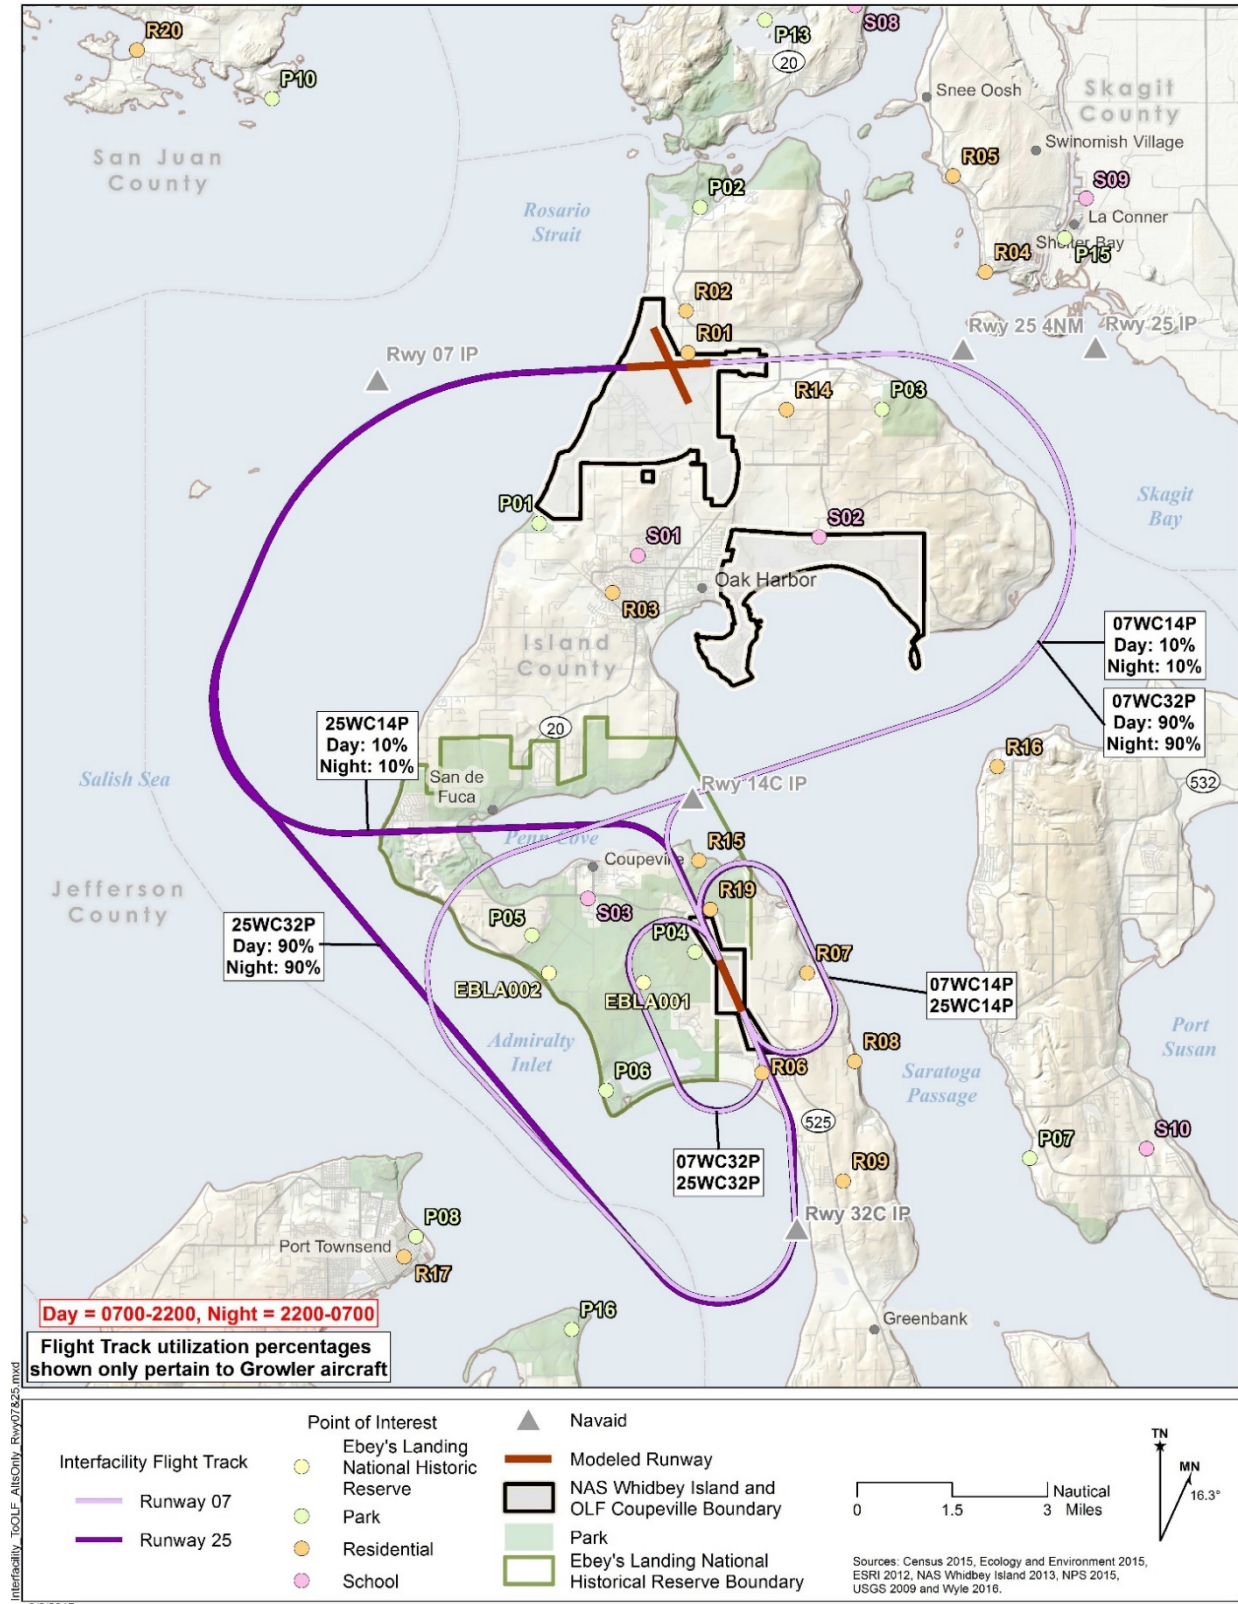 R20
P10
P13
20
S08
Snee Oosh
Skagit
County
Swinomish Village
San Juan
County
R05
P02
S09
La Conner
Shelter Bay
P15
Rosario
Strait
R04
R02
R01
Rwy 07 IP
Rwy 25 4NM
Rwy 25 IP
R14
P03
P01
S01
S02
Skagit
Bay
Oak Harbor
R03
Island
County
07WC14P
Day: 10%
Night: 10%
07WC32P
Day: 90%
Night: 90%
25WC14P
Day: 10%
Night: 10%
20
Salish Sea
San de
Fuca
Rwy 14C IP
R16
532
Penn Cove
Coupeville
R15
Jefferson
County
S03
R19
25WC32P
Day: 90%
Night: 90%
P05
P04
R07
EBLA002
EBLA001
07WC14P
25WC14P
Admiralty
Inlet
P06
R06
R08
Saratoga
Passage
Port
Susan
525
07WC32P
25WC32P
P07
S10
R09
P08
Port Townsend
R17
Rwy 32C IP
Day = 0700-2200, Night = 2200-0700
P16
Greenbank
Flight Track utilization percentages
shown only pertain to Growler aircraft
Interfacility_ToOLF_AltsOnly_Rwy07&25.mxd
Interfacility Flight Track
Runway 07
Runway 25
Point of Interest
Ebey's Landing
National Historic
Reserve
Park
Residential
School
Navaid
Modeled Runway
NAS Whidbey Island and
OLF Coupeville Boundary
Park
Ebey's Landing National
Historical Reserve Boundary
0
1.5
3
Nautical
Miles
TN
MN
16.3°
Sources: Census 2015, Ecology and Environment 2015,
ESRI 2012, NAS Whidbey Island 2013, NPS 2015,
USGS 2009 and Wyle 2016.